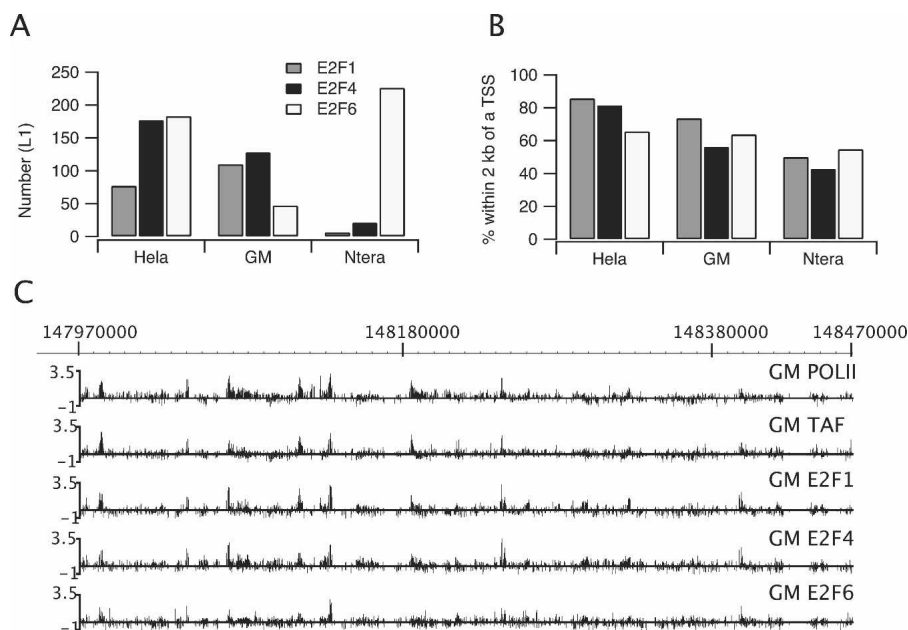 A
Number (L1)
250
200
150
100
50
0
E2F1
E2F4
E2F6
Hela GM Ntera
B
% within 2 kb of a TSS
100
80
60
40
20
0
Hela GM Ntera
C
147970000 148180000 148380000 148470000
3.5
-1
GM POLII
3.5
-1
GM TAF
3.5
-1
GM E2F1
3.5
-1
GM E2F4
3.5
-1
GM E2F6